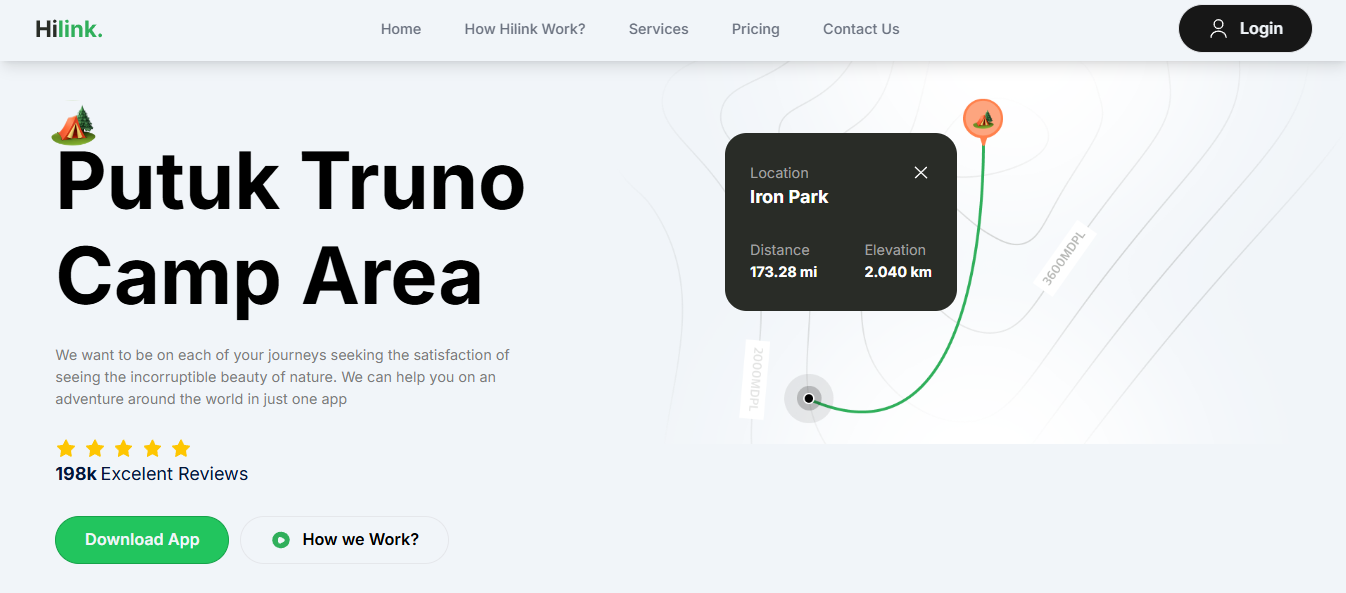 Hilink.
Home
How Hilink Work?
Services
Pricing
Contact Us
Login
Putuk Truno
Camp Area
We want to be on each of your journeys seeking the satisfaction of
seeing the incorruptible beauty of nature. We can help you on an
adventure around the world in just one app
198k Excelent Reviews
Download App
How we Work?
Location
Iron Park
Distance
Elevation
173.28 mi
2.040 km
3600MDPL
2000MDPL